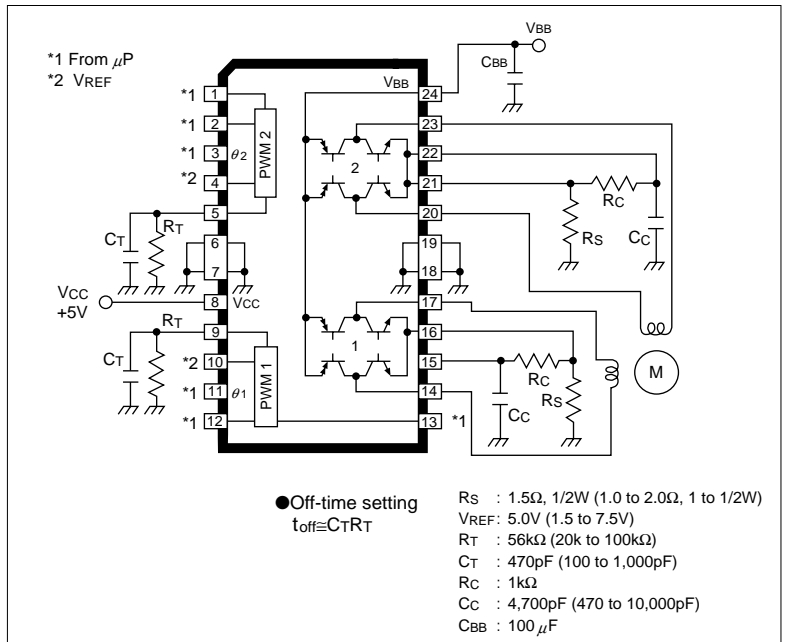 *1 From μP
*2 VREF
VBB
CBB
VBB
*1 1
*1 2
*1 3 θ2
*2 4
PWM 2
5
CT
RT
6
7
VCC
+5V
8 VCC
RT
9
CT
*2 10
*1 11 θ1
*1 12
PWM 1
24
23
22
2
21
20
RC
RS
CC
19
18
17
16
1
15
14
13 *1
RC
RS
CC
M
●Off-time setting
toff≅CTRT
RS : 1.5Ω, 1/2W (1.0 to 2.0Ω, 1 to 1/2W)
VREF: 5.0V (1.5 to 7.5V)
RT : 56kΩ (20k to 100kΩ)
CT : 470pF (100 to 1,000pF)
RC : 1kΩ
CC : 4,700pF (470 to 10,000pF)
CBB : 100 μF